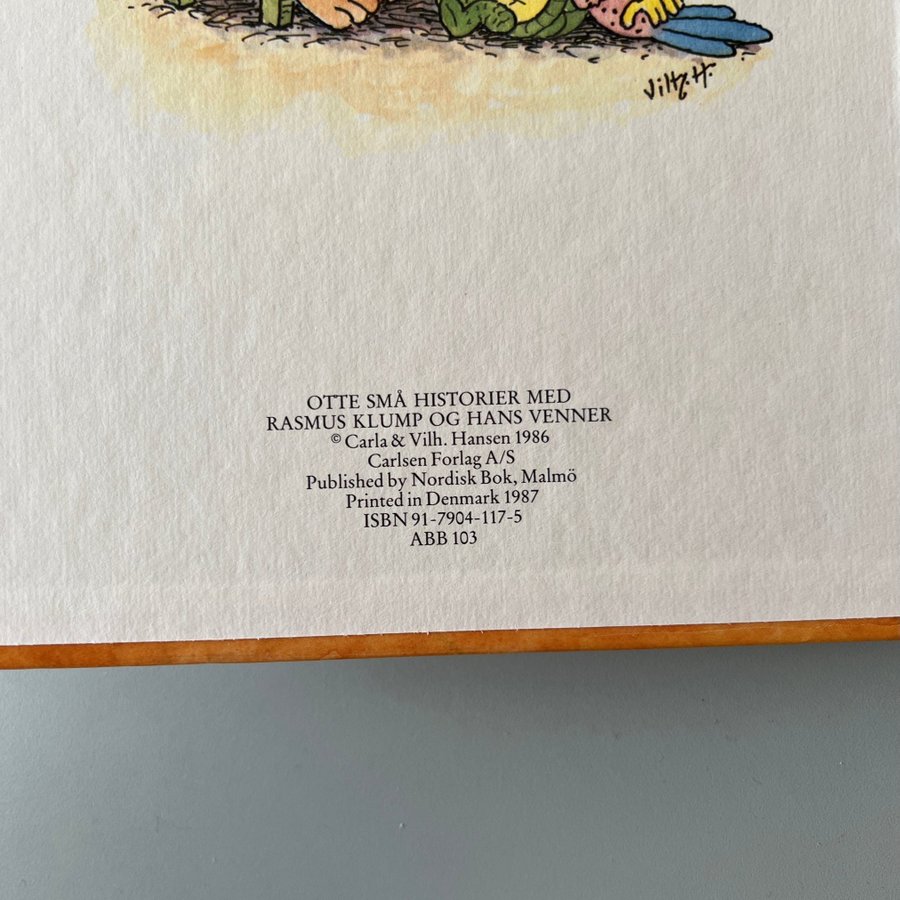 Vilh. H.
OTTE SMÅ HISTORIER MED
RASMUS KLUMP OG HANS VENNER
© Carla & Vilh. Hansen 1986
Carlsen Forlag A/S
Published by Nordisk Bok, Malmö
Printed in Denmark 1987
ISBN 91-7904-117-5
ABB 103